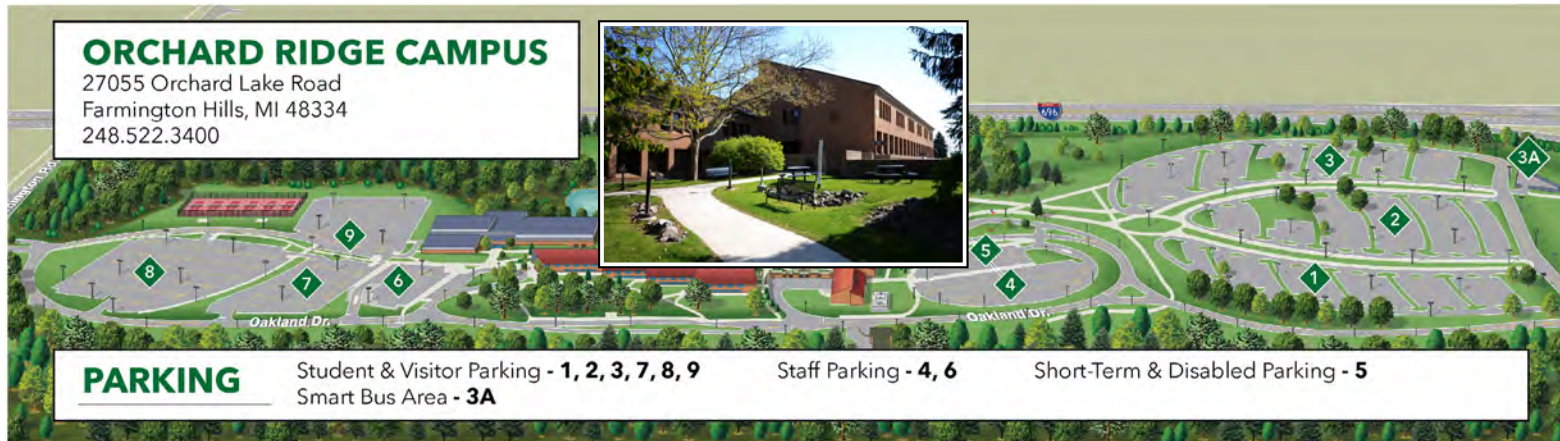 ORCHARD RIDGE CAMPUS
27055 Orchard Lake Road
Farmington Hills, MI 48334
248.522.3400
696
3
3A
9
2
5
8
7
6
4
1
Oakland Dr.
Oakland Dr.
PARKING
Student & Visitor Parking - 1, 2, 3, 7, 8, 9
Staff Parking - 4, 6
Short-Term & Disabled Parking - 5
Smart Bus Area - 3A